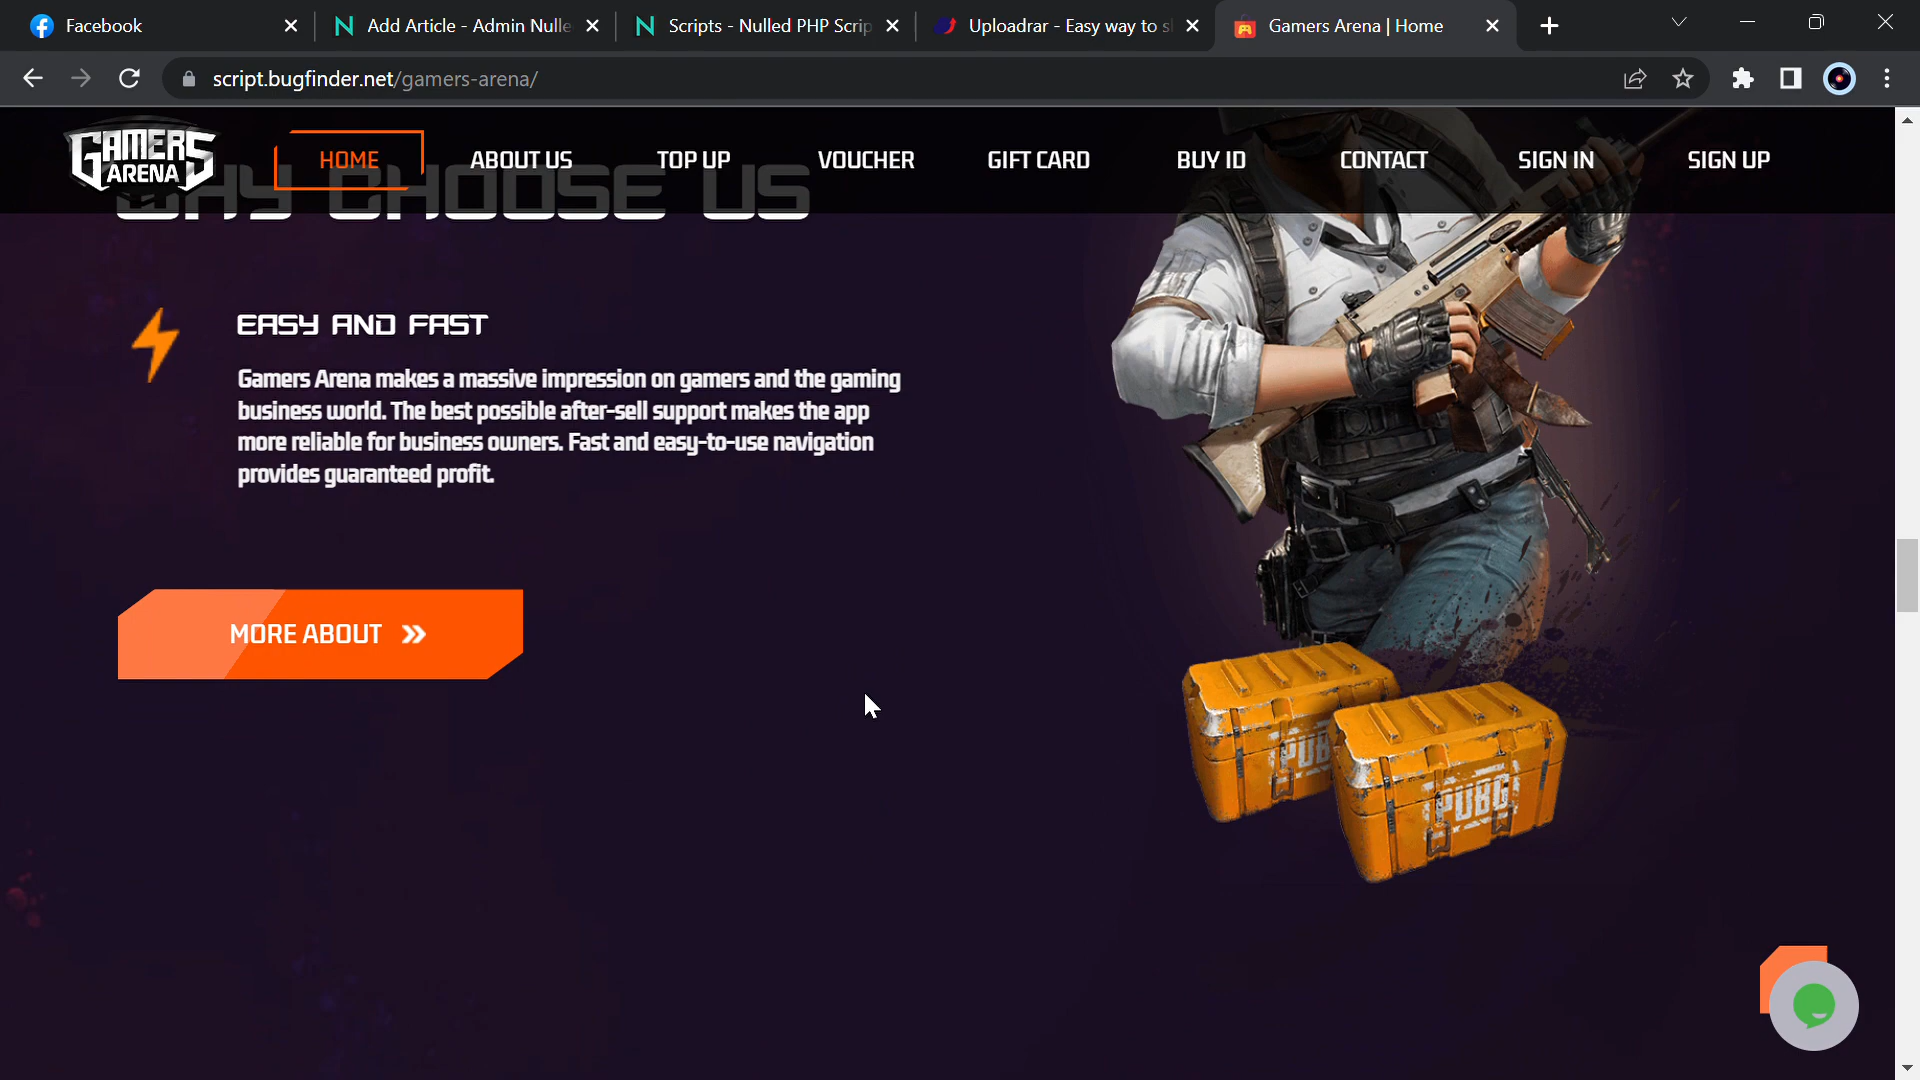 Facebook
Add Article - Admin Nulle
Scripts - Nulled PHP Scrip
Uploadrar - Easy way to s
Gamers Arena | Home
script.bugfinder.net/gamers-arena/
GAMERS
ARENA
HOME
ABOUT US
TOP UP
VOUCHER
GIFT CARD
BUY ID
CONTACT
SIGN IN
SIGN UP
WHY CHOOSE US
EASY AND FAST
Gamers Arena makes a massive impression on gamers and the gaming
business world. The best possible after-sell support makes the app
more reliable for business owners. Fast and easy-to-use navigation
provides guaranteed profit.
MORE ABOUT
PUB
PUBG